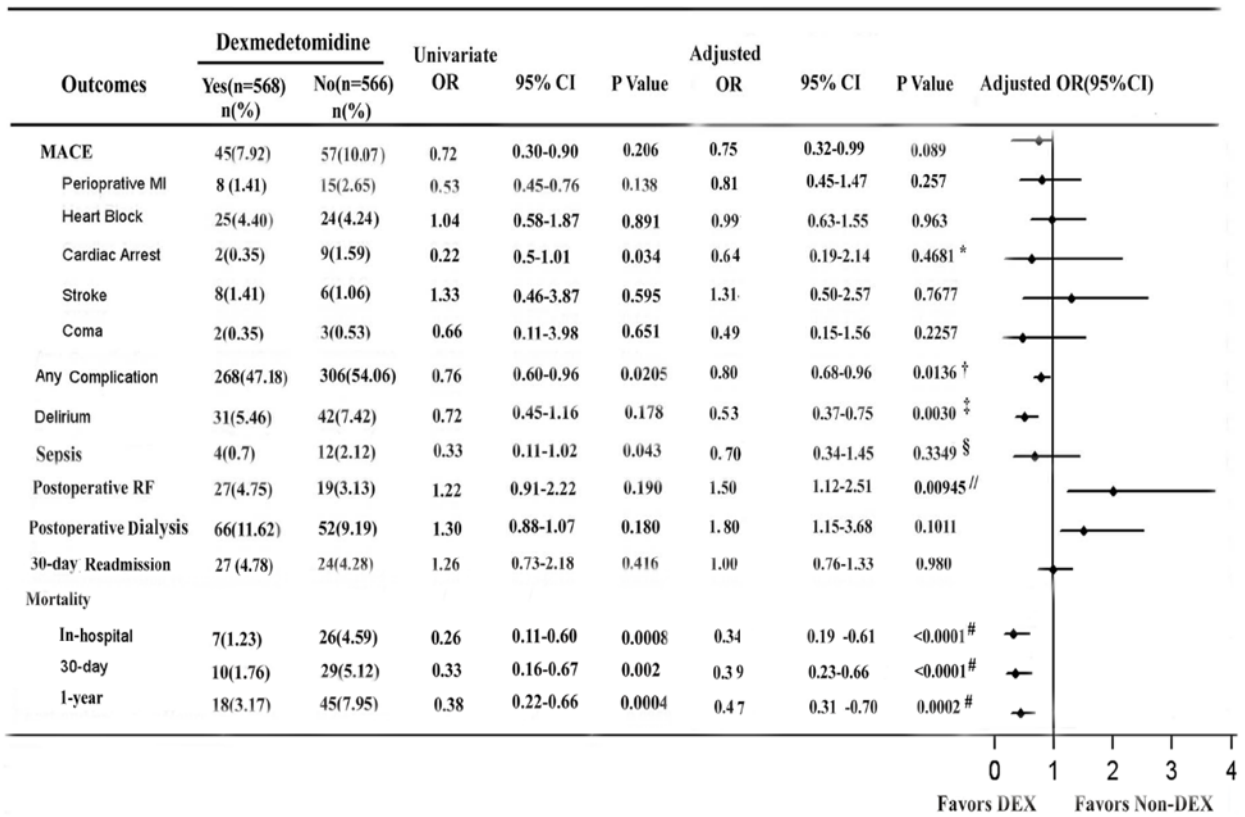 Dexmedetomidine
Outcomes Yes(n=568) n(%) No(n=566) n(%) Univariate OR 95% CI P Value Adjusted OR 95% CI P Value Adjusted OR(95%CI)
MACE 45(7.92) 57(10.07) 0.72 0.30-0.90 0.206 0.75 0.32-0.99 0.089
Perioprative MI 8 (1.41) 15(2.65) 0.53 0.45-0.76 0.138 0.81 0.45-1.47 0.257
Heart Block 25(4.40) 24(4.24) 1.04 0.58-1.87 0.891 0.99 0.63-1.55 0.963
Cardiac Arrest 2(0.35) 9(1.59) 0.22 0.5-1.01 0.034 0.64 0.19-2.14 0.4681 *
Stroke 8(1.41) 6(1.06) 1.33 0.46-3.87 0.595 1.31 0.50-2.57 0.7677
Coma 2(0.35) 3(0.53) 0.66 0.11-3.98 0.651 0.49 0.15-1.56 0.2257
Any Complication 268(47.18) 306(54.06) 0.76 0.60-0.96 0.0205 0.80 0.68-0.96 0.0136 †
Delirium 31(5.46) 42(7.42) 0.72 0.45-1.16 0.178 0.53 0.37-0.75 0.0030 ‡
Sepsis 4(0.7) 12(2.12) 0.33 0.11-1.02 0.043 0.70 0.34-1.45 0.3349 §
Postoperative RF 27(4.75) 19(3.13) 1.22 0.91-2.22 0.190 1.50 1.12-2.51 0.00945 //
Postoperative Dialysis 66(11.62) 52(9.19) 1.30 0.88-1.07 0.180 1.80 1.15-3.68 0.1011
30-day Readmission 27 (4.78) 24(4.28) 1.26 0.73-2.18 0.416 1.00 0.76-1.33 0.980
Mortality
In-hospital 7(1.23) 26(4.59) 0.26 0.11-0.60 0.0008 0.34 0.19 -0.61 <0.0001 #
30-day 10(1.76) 29(5.12) 0.33 0.16-0.67 0.002 0.39 0.23-0.66 <0.0001 #
1-year 18(3.17) 45(7.95) 0.38 0.22-0.66 0.0004 0.47 0.31 -0.70 0.0002 #
0 1 2 3 4
Favors DEX Favors Non-DEX